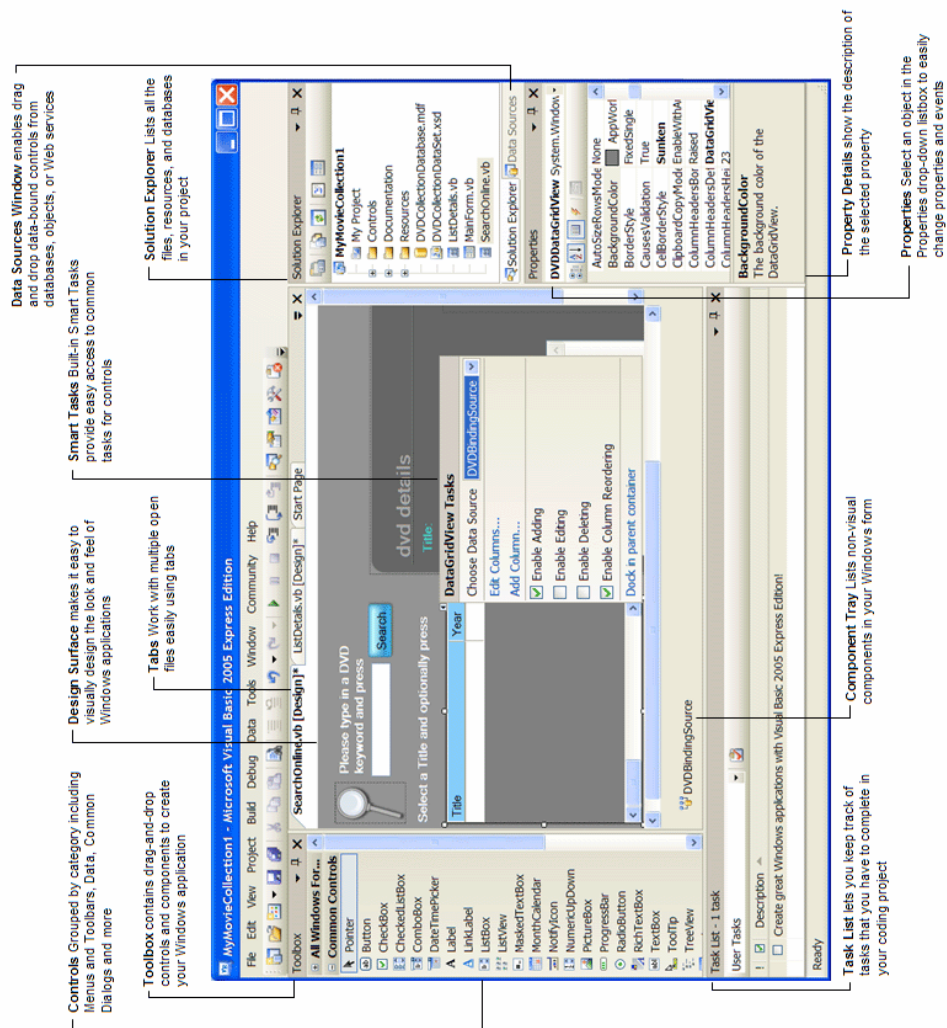 Controls Grouped by category including
Menus and Toolbars, Data, Common
Dialogs and more
Toolbox contains drag-and-drop
controls and components to create
your Windows application
Design Surface makes it easy to
visually design the look and feel of
Windows applications
Tabs Work with multiple open
files easily using tabs
Smart Tasks Built-in Smart Tasks
provide easy access to common
tasks for controls
Data Sources Window enables drag
and drop data-bound controls from
databases, objects, or Web services
Solution Explorer Lists all the
files, resources, and databases
in your project
MyMovieCollection1 - Microsoft Visual Basic 2005 Express Edition
File Edit View Project Build Debug Data Tools Window Community Help
Toolbox
All Windows For...
Common Controls
Pointer
Button
CheckBox
CheckedListBox
ComboBox
DateTimePicker
Label
LinkLabel
ListBox
ListView
MaskedTextBox
MonthCalendar
NotifyIcon
NumericUpDown
PictureBox
ProgressBar
RadioButton
RichTextBox
TextBox
ToolTip
TreeView
SearchOnline.vb [Design]* ListDetails.vb [Design]* Start Page
Please type in a DVD
keyword and press
Search
Select a Title and optionally press
dvd details
Title:
Title Year
DataGridView Tasks
Choose Data Source DVDBindingSource
Edit Columns...
Add Column...
Enable Adding
Enable Editing
Enable Deleting
Enable Column Reordering
Dock in parent container
DVDBindingSource
Solution Explorer
MyMovieCollection1
My Project
Controls
Documentation
Resources
DVDCollectionDatabase.mdf
DVDCollectionDataSet.xsd
ListDetails.vb
MainForm.vb
SearchOnline.vb
Solution Explorer Data Sources
Properties
DVDDataGridView System.Window
AutoSizeRowsMode None
BackgroundColor AppWorl
BorderStyle FixedSingle
CausesValidation True
CellBorderStyle Sunken
ClipboardCopyMode EnableWithAu
ColumnHeadersBor Raised
ColumnHeadersDef DataGridVie
ColumnHeadersHei 23
BackgroundColor
The background color of the
DataGridView.
Task List - 1 task
User Tasks
! Description
Create great Windows applications with Visual Basic 2005 Express Edition!
Ready
Task List lets you keep track of
tasks that you have to complete in
your coding project
Component Tray Lists non-visual
components in your Windows form
Property Details show the description of
the selected property
Properties Select an object in the
Properties drop-down listbox to easily
change properties and events